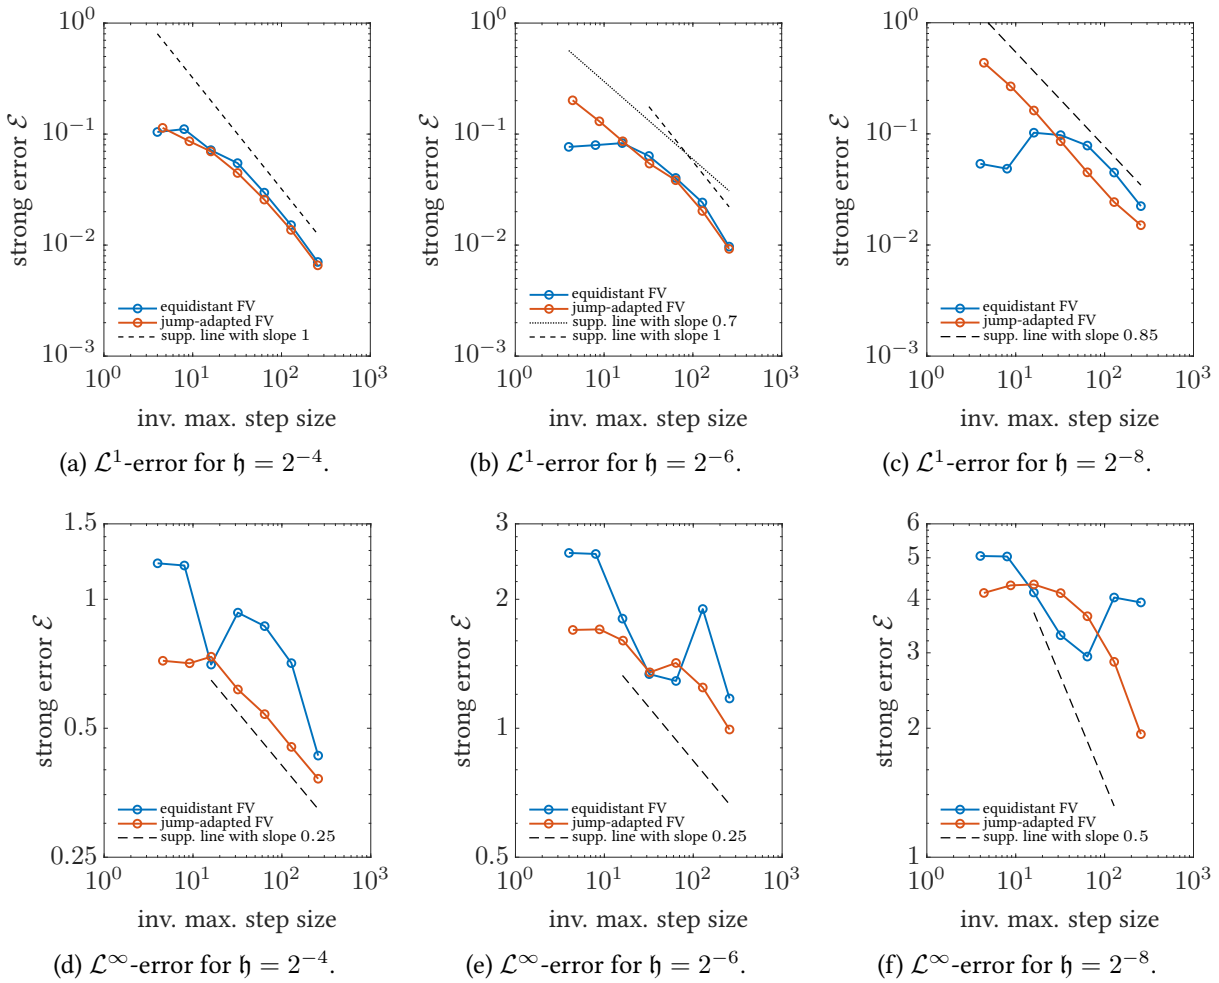 10^0
10^{-1}
10^{-2}
10^{-3}
strong error ℰ
equidistant FV
jump-adapted FV
supp. line with slope 1
10^0 10^1 10^2 10^3
inv. max. step size
(a) ℒ^1-error for 𝔥 = 2^{-4}.
10^0
10^{-1}
10^{-2}
10^{-3}
strong error ℰ
equidistant FV
jump-adapted FV
supp. line with slope 0.7
supp. line with slope 1
10^0 10^1 10^2 10^3
inv. max. step size
(b) ℒ^1-error for 𝔥 = 2^{-6}.
10^0
10^{-1}
10^{-2}
10^{-3}
strong error ℰ
equidistant FV
jump-adapted FV
supp. line with slope 0.85
10^0 10^1 10^2 10^3
inv. max. step size
(c) ℒ^1-error for 𝔥 = 2^{-8}.
1.5
1
0.5
0.25
strong error ℰ
equidistant FV
jump-adapted FV
supp. line with slope 0.25
10^0 10^1 10^2 10^3
inv. max. step size
(d) ℒ^∞-error for 𝔥 = 2^{-4}.
3
2
1
0.5
strong error ℰ
equidistant FV
jump-adapted FV
supp. line with slope 0.25
10^0 10^1 10^2 10^3
inv. max. step size
(e) ℒ^∞-error for 𝔥 = 2^{-6}.
6
5
4
3
2
1
strong error ℰ
equidistant FV
jump-adapted FV
supp. line with slope 0.5
10^0 10^1 10^2 10^3
inv. max. step size
(f) ℒ^∞-error for 𝔥 = 2^{-8}.